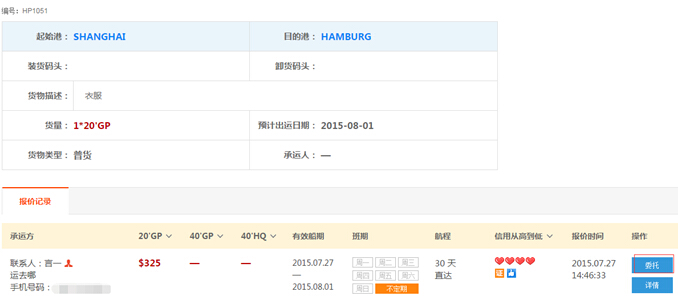 编号：HP1051
起始港： SHANGHAI 目的港： HAMBURG
装货码头： 卸货码头：
货物描述： 衣服
货量： 1*20'GP 预计出运日期： 2015-08-01
货物类型： 普货 承运人： —
报价记录
承运方 20'GP 40'GP 40'HQ 有效船期 班期 航程 信用从高到低 报价时间 操作
联系人：言一 $325 — — 2015.07.27 周一 周二 周三 30 天 2015.07.27 委托
运去哪 — 周四 周五 周六 直达 14:46:33
手机号码： 2015.08.01 周日 不定期 详情